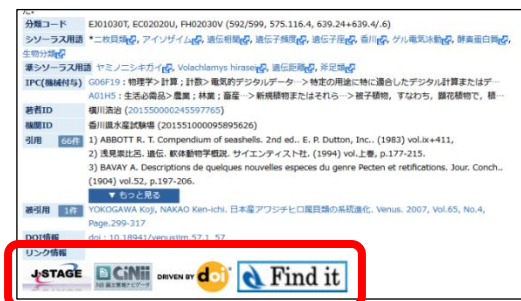 た。
分類コード EJ01030T, EC02020U, FH02030V (592/599, 575.116.4, 639.24+639.4/.6)
シソーラス用語 *二枚貝類, アイソザイム, 遺伝相関, 遺伝子頻度, 遺伝子座, 香川, ゲル電気泳動, 酵素蛋白質,
生物分類
準シソーラス用語 ヤミノニシキガイ, Volachlamys hirasei, 遺伝距離, 斧足類
IPC(機械付与) G06F19:物理学>計算;計数>電気的デジタルデータ…>特定の用途に特に適合したデジタル計算またはデ…
A01H5:生活必需品>農業;林業;畜産…>新規植物またはそれら…>被子植物,すなわち,顕花植物で,植…
著者ID 横川浩治 (201550000245597765)
機関ID 香川県水産試験場 (201551000095895626)
引用 66件 1) ABBOTT R. T. Compendium of seashells. 2nd ed.. E. P. Dutton, Inc.. (1983) vol.ix+411,
2) 浅見崇比呂. 遺伝. 軟体動物学概説. サイエンティスト社. (1994) vol.上巻, p.177-215.
3) BAVAY A. Descriptions de quelques nouvelles especes du genre Pecten et retifications. Jour. Conch..
(1904) vol.52, p.197-206.
▼ もっと見る
被引用 1件 YOKOGAWA Koji, NAKAO Ken-ichi. 日本産アワシチヒロ属貝類の系統進化. Venus. 2007, Vol.65, No.4,
Page.299-317
DOI情報 doi:10.18941/venusjjm.57.1_57
リンク情報
J-STAGE CiNii NII 国立情報ナビゲータ DRIVEN BY doi Find it